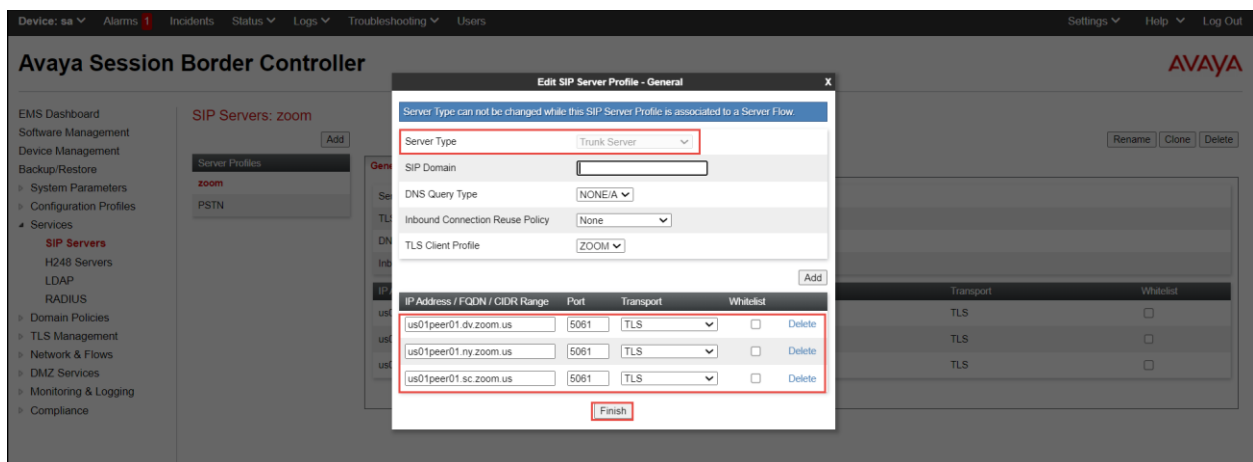 Device: sa Alarms 1 Incidents Status Logs Troubleshooting Users Settings Help Log Out
Avaya Session Border Controller
AVAYA
Edit SIP Server Profile - General X
Server Type can not be changed while this SIP Server Profile is associated to a Server Flow.
EMS Dashboard
Software Management
Device Management
Backup/Restore
System Parameters
Configuration Profiles
Services
SIP Servers
H248 Servers
LDAP
RADIUS
Domain Policies
TLS Management
Network & Flows
DMZ Services
Monitoring & Logging
Compliance
SIP Servers: zoom
Add
Server Profiles
zoom
PSTN
Rename Clone Delete
Server Type Trunk Server
SIP Domain
DNS Query Type NONE/A
Inbound Connection Reuse Policy None
TLS Client Profile ZOOM
Add
IP Address / FQDN / CIDR Range Port Transport Whitelist
us01peer01.dv.zoom.us 5061 TLS Delete
us01peer01.ny.zoom.us 5061 TLS Delete
us01peer01.sc.zoom.us 5061 TLS Delete
Finish
Transport Whitelist
TLS
TLS
TLS